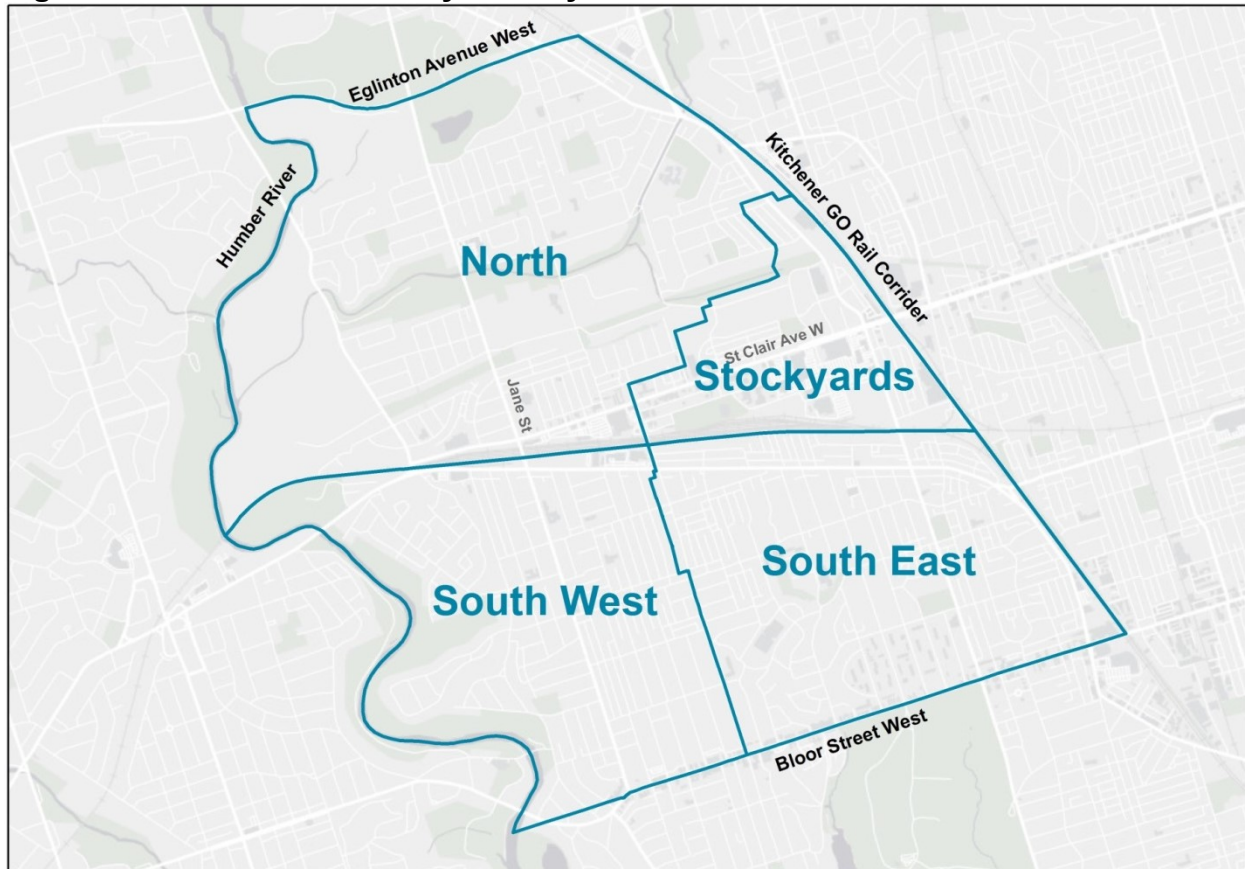 Eglinton Avenue West
Kitchener GO Rail Corrider
Humber River
North
St Clair Ave W
Stockyards
Jane St
South East
South West
Bloor Street West